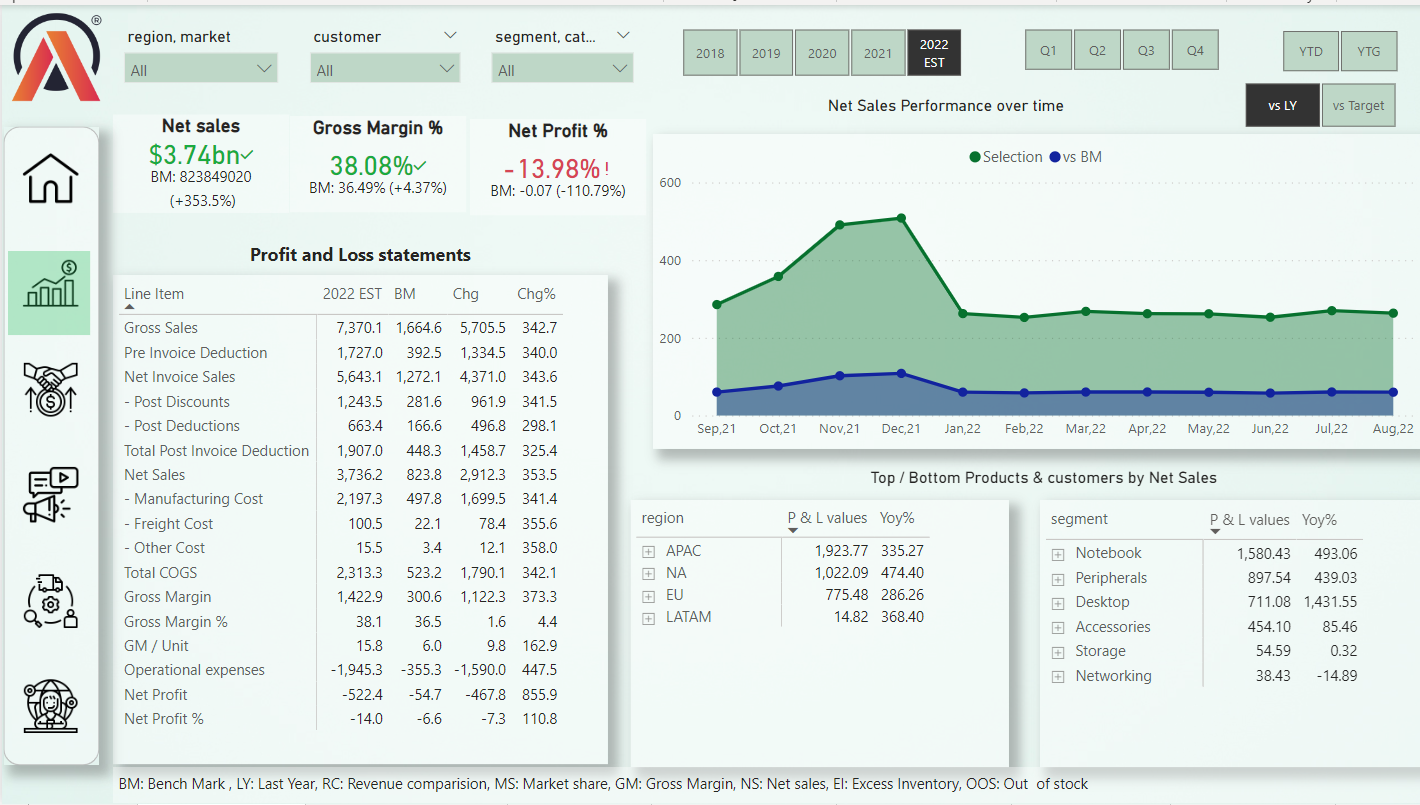 ®
region, market
customer
segment, cat...
All
All
All
2018
2019
2020
2021
2022 EST
Q1
Q2
Q3
Q4
YTD
YTG
vs LY
vs Target
Net sales
$3.74bn
BM: 823849020
(+353.5%)
Gross Margin %
38.08%
BM: 36.49% (+4.37%)
Net Profit %
-13.98%!
BM: -0.07 (-110.79%)
Net Sales Performance over time
Selection vs BM
600
400
200
0
Sep,21 Oct,21 Nov,21 Dec,21 Jan,22 Feb,22 Mar,22 Apr,22 May,22 Jun,22 Jul,22 Aug,22
Profit and Loss statements
Line Item 2022 EST BM Chg Chg%
Gross Sales 7,370.1 1,664.6 5,705.5 342.7
Pre Invoice Deduction 1,727.0 392.5 1,334.5 340.0
Net Invoice Sales 5,643.1 1,272.1 4,371.0 343.6
- Post Discounts 1,243.5 281.6 961.9 341.5
- Post Deductions 663.4 166.6 496.8 298.1
Total Post Invoice Deduction 1,907.0 448.3 1,458.7 325.4
Net Sales 3,736.2 823.8 2,912.3 353.5
- Manufacturing Cost 2,197.3 497.8 1,699.5 341.4
- Freight Cost 100.5 22.1 78.4 355.6
- Other Cost 15.5 3.4 12.1 358.0
Total COGS 2,313.3 523.2 1,790.1 342.1
Gross Margin 1,422.9 300.6 1,122.3 373.3
Gross Margin % 38.1 36.5 1.6 4.4
GM / Unit 15.8 6.0 9.8 162.9
Operational expenses -1,945.3 -355.3 -1,590.0 447.5
Net Profit -522.4 -54.7 -467.8 855.9
Net Profit % -14.0 -6.6 -7.3 110.8
Top / Bottom Products & customers by Net Sales
region P & L values Yoy%
APAC 1,923.77 335.27
NA 1,022.09 474.40
EU 775.48 286.26
LATAM 14.82 368.40
segment P & L values Yoy%
Notebook 1,580.43 493.06
Peripherals 897.54 439.03
Desktop 711.08 1,431.55
Accessories 454.10 85.46
Storage 54.59 0.32
Networking 38.43 -14.89
BM: Bench Mark , LY: Last Year, RC: Revenue comparision, MS: Market share, GM: Gross Margin, NS: Net sales, EI: Excess Inventory, OOS: Out of stock